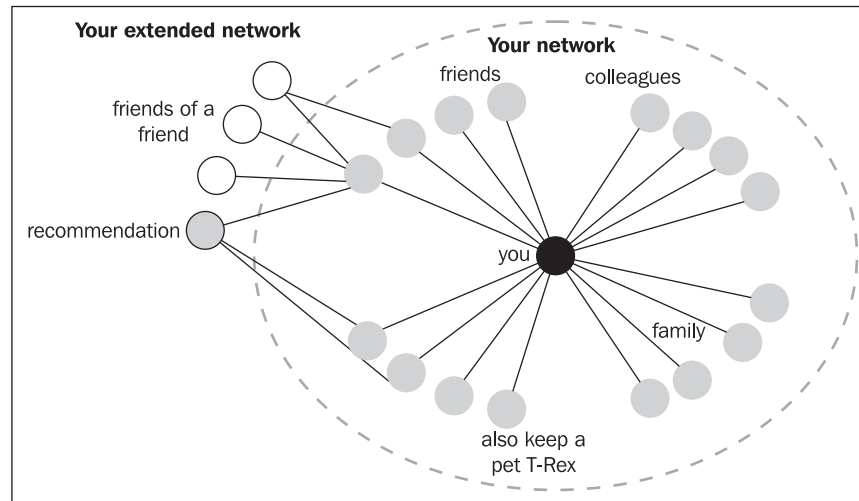 Your extended network
Your network
friends
colleagues
friends of a
friend
recommendation
you
family
also keep a
pet T-Rex